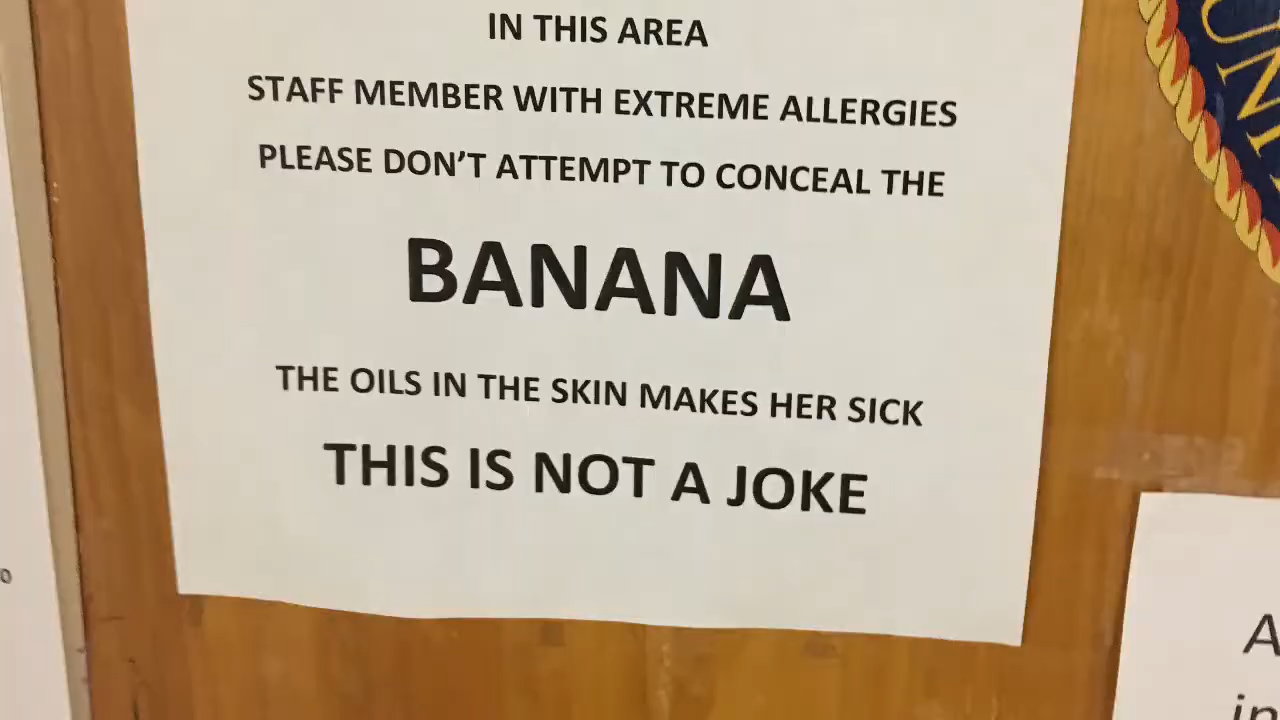 IN THIS AREA
STAFF MEMBER WITH EXTREME ALLERGIES
PLEASE DON'T ATTEMPT TO CONCEAL THE
BANANA
THE OILS IN THE SKIN MAKES HER SICK
THIS IS NOT A JOKE